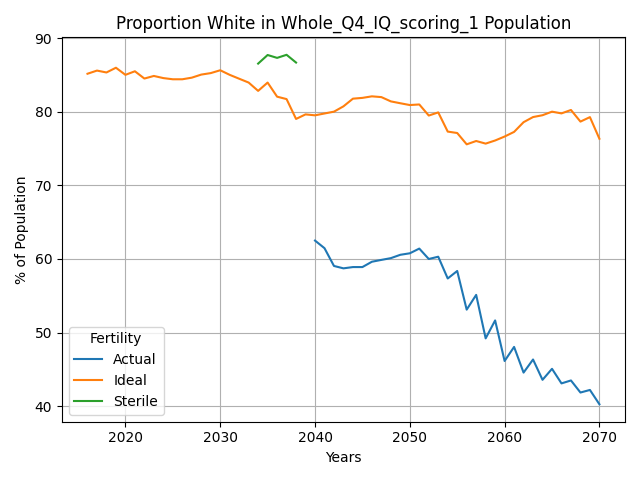 Proportion White in Whole_Q4_IQ_scoring_1 Population
90
80
70
60
50
40
% of Population
Fertility
Actual
Ideal
Sterile
2020 2030 2040 2050 2060 2070
Years